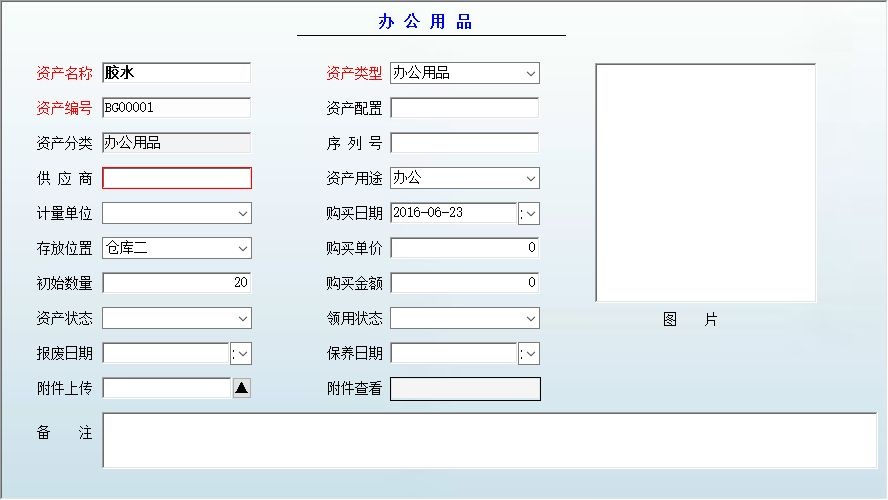 办 公 用 品
资产名称 胶水 资产类型 办公用品
资产编号 BG00001 资产配置
资产分类 办公用品 序 列 号
供 应 商 资产用途 办公
计量单位 购买日期 2016-06-23 :
存放位置 仓库二 购买单价 0
初始数量 20 购买金额 0
图 片
资产状态 领用状态
报废日期 : 保养日期 :
附件上传 附件查看
备 注